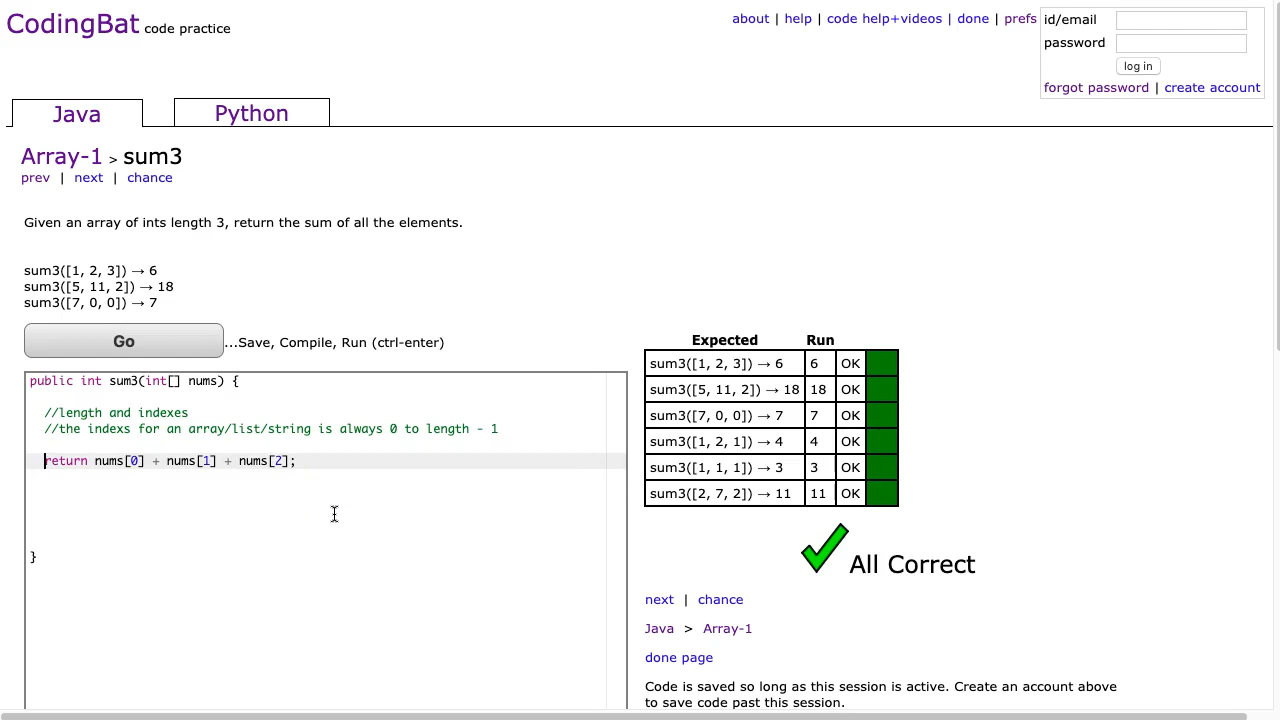 CodingBat code practice
about | help | code help+videos | done | prefs
id/email
password
log in
forgot password | create account
Java
Python
Array-1 > sum3
prev | next | chance
Given an array of ints length 3, return the sum of all the elements.
sum3([1, 2, 3]) → 6
sum3([5, 11, 2]) → 18
sum3([7, 0, 0]) → 7
Go
...Save, Compile, Run (ctrl-enter)
public int sum3(int[] nums) {
//length and indexes
//the indexs for an array/list/string is always 0 to length - 1
return nums[0] + nums[1] + nums[2];
}
Expected Run
sum3([1, 2, 3]) → 6 6 OK
sum3([5, 11, 2]) → 18 18 OK
sum3([7, 0, 0]) → 7 7 OK
sum3([1, 2, 1]) → 4 4 OK
sum3([1, 1, 1]) → 3 3 OK
sum3([2, 7, 2]) → 11 11 OK
All Correct
next | chance
Java > Array-1
done page
Code is saved so long as this session is active. Create an account above
to save code past this session.